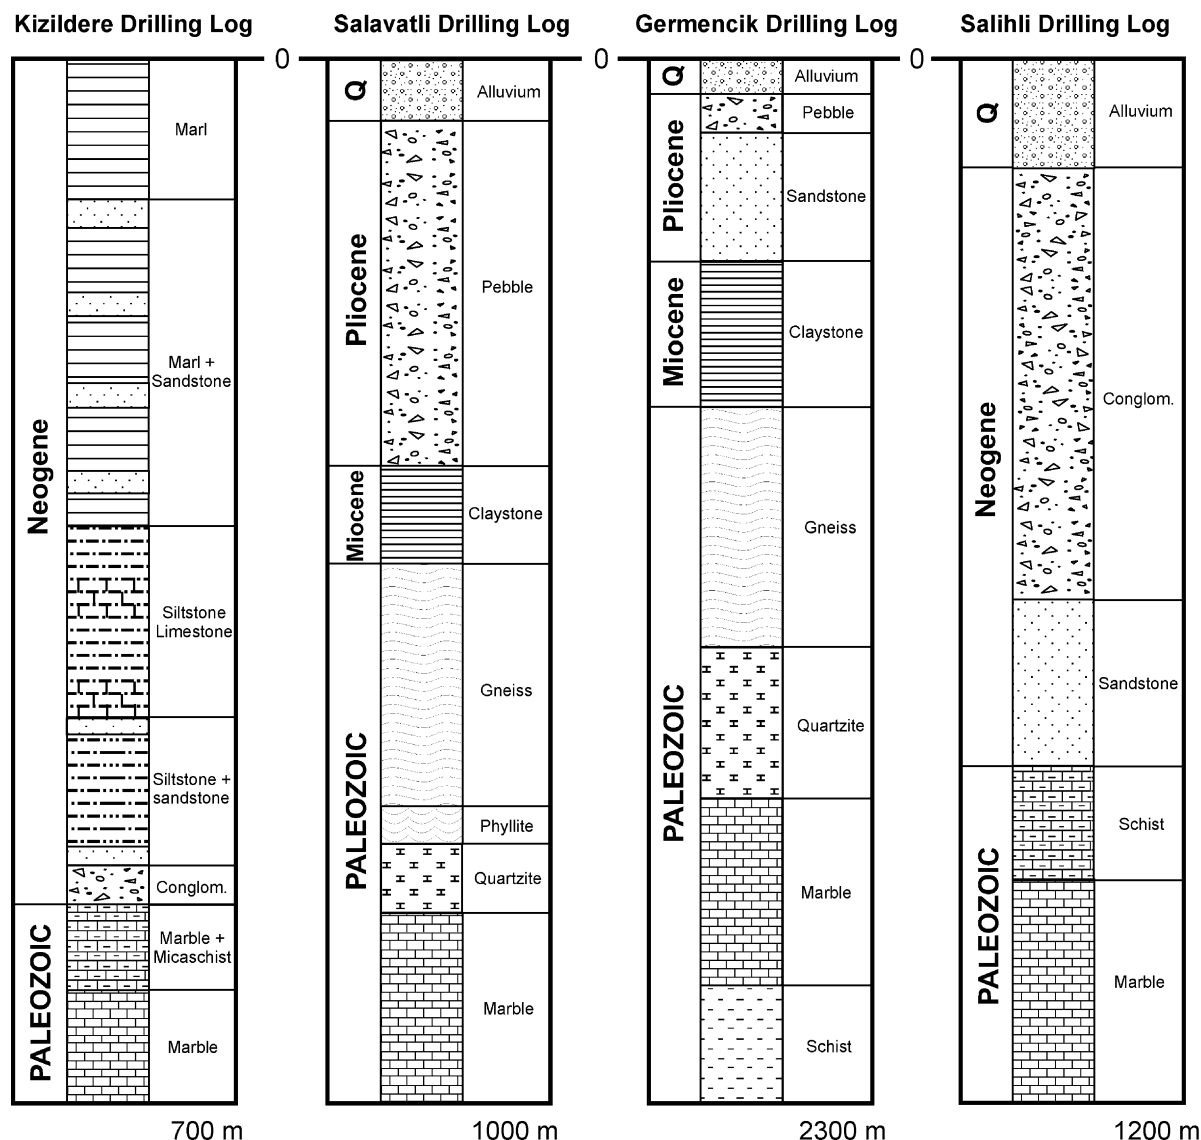 Kizildere Drilling Log
Salavatli Drilling Log
Germencik Drilling Log
Salihli Drilling Log
0
0
0
Neogene
PALEOZOIC
Marl
Marl +
Sandstone
Siltstone
Limestone
Siltstone +
sandstone
Conglom.
Marble +
Micaschist
Marble
700 m
Q
Pliocene
Miocene
PALEOZOIC
Alluvium
Pebble
Claystone
Gneiss
Phyllite
Quartzite
Marble
1000 m
Q
Pliocene
Miocene
PALEOZOIC
Alluvium
Pebble
Sandstone
Claystone
Gneiss
Quartzite
Marble
Schist
2300 m
Q
Neogene
PALEOZOIC
Alluvium
Conglom.
Sandstone
Schist
Marble
1200 m